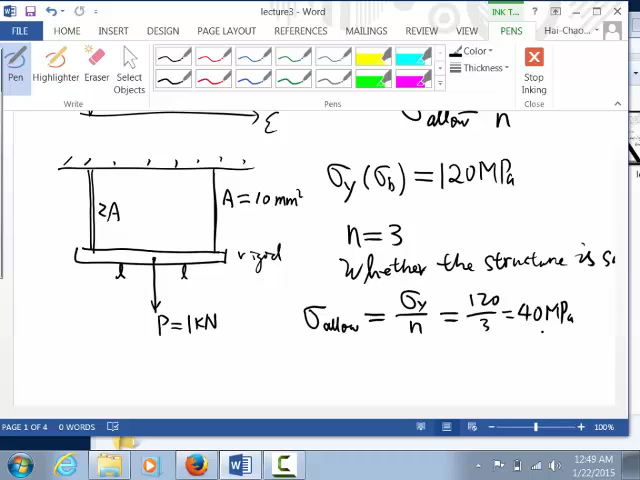 lecture3 - Word
INK T...
FILE HOME INSERT DESIGN PAGE LAYOUT REFERENCES MAILINGS REVIEW VIEW PENS Hai-Chao...
Pen Highlighter Eraser Select Objects
Color
Thickness
Stop Inking
Write Pens Close
ε
σallow n
2A
A = 10 mm²
σy (σb) = 120 MPa
n = 3
rigid
l l
Whether the structure is
P = 1 kN
σallow = σy / n = 120 / 3 = 40 MPa
PAGE 1 OF 4 0 WORDS 100%
12:49 AM
1/22/2015